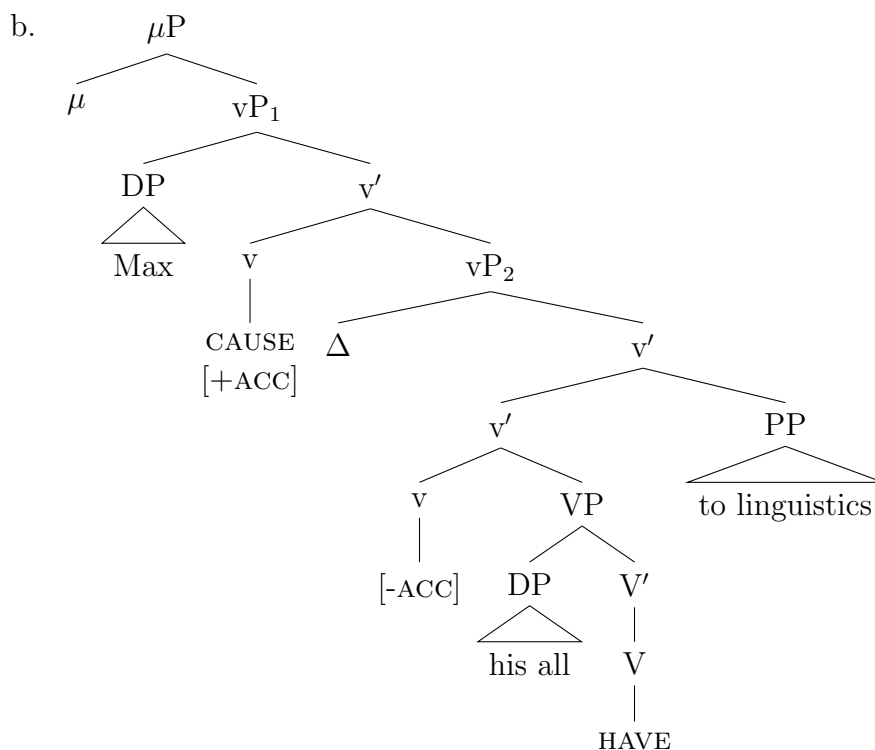 b.
μP
μ
vP₁
DP
v′
Max
v
vP₂
CAUSE
Δ
v′
[+ACC]
v′
PP
v
VP
to linguistics
[-ACC]
DP
V′
his all
V
HAVE